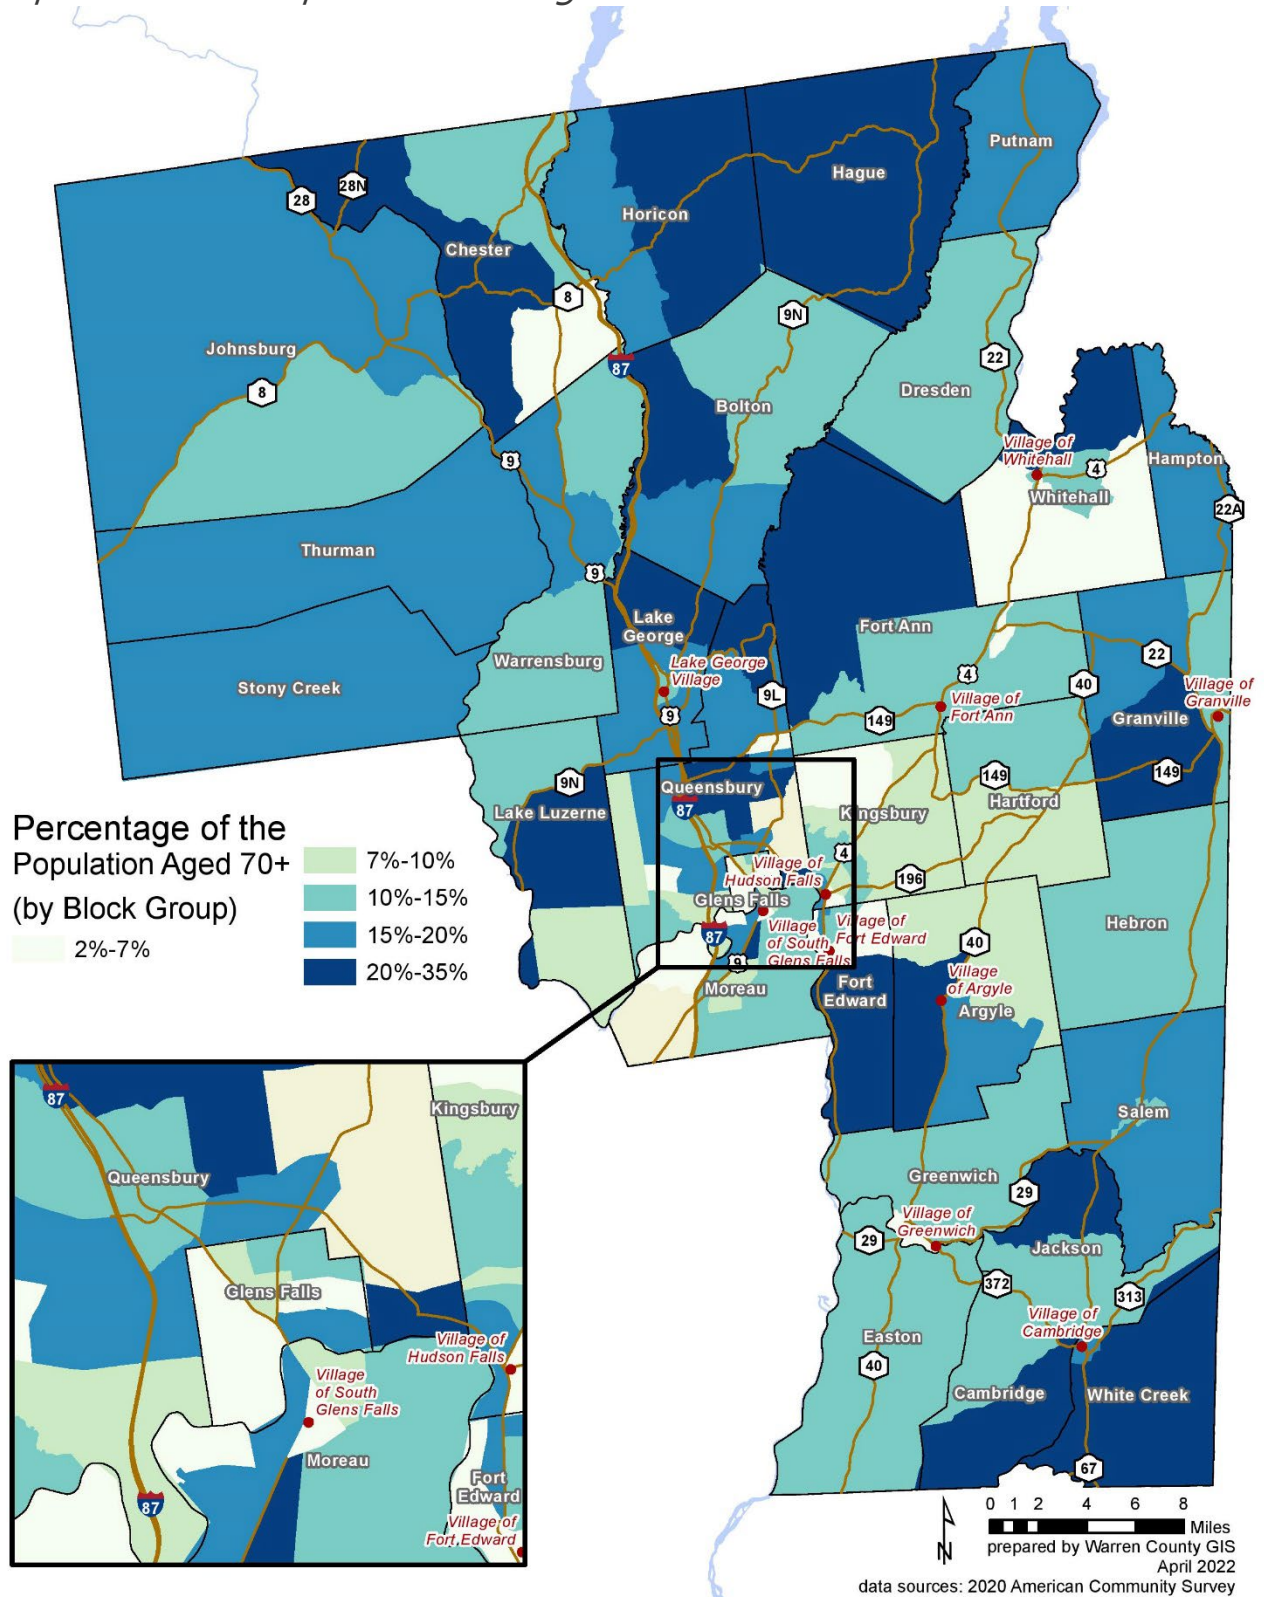 Putnam
Hague
28N
28
Horicon
Chester
8
9N
Johnsburg
87
22
8
Dresden
Bolton
Village of
Whitehall
4
Hampton
9
Whitehall
22A
Thurman
9
Lake
George
Fort Ann
Warrensburg
Lake George
Village
22
4
40
Village of
Granville
Stony Creek
9L
9
Village of
Fort Ann
Granville
149
149
149
9N
Queensbury
87
Hartford
Lake Luzerne
Kingsbury
4
Percentage of the
Population Aged 70+
(by Block Group)
2%-7%
7%-10%
10%-15%
15%-20%
20%-35%
Village of
Hudson Falls
196
Glens Falls
Village of
Fort Edward
Village
of South
Glens Falls
87
9
Hebron
40
Village
of Argyle
Moreau
Fort
Edward
Argyle
87
Kingsbury
Queensbury
Glens Falls
Village of
Hudson Falls
Village
of South
Glens Falls
Moreau
Fort
Edward
87
Village of
Fort Edward
Salem
Greenwich
29
Village of
Greenwich
29
Jackson
372
313
Village of
Cambridge
Easton
40
Cambridge
White Creek
67
N
0 1 2 4 6 8
Miles
prepared by Warren County GIS
April 2022
data sources: 2020 American Community Survey